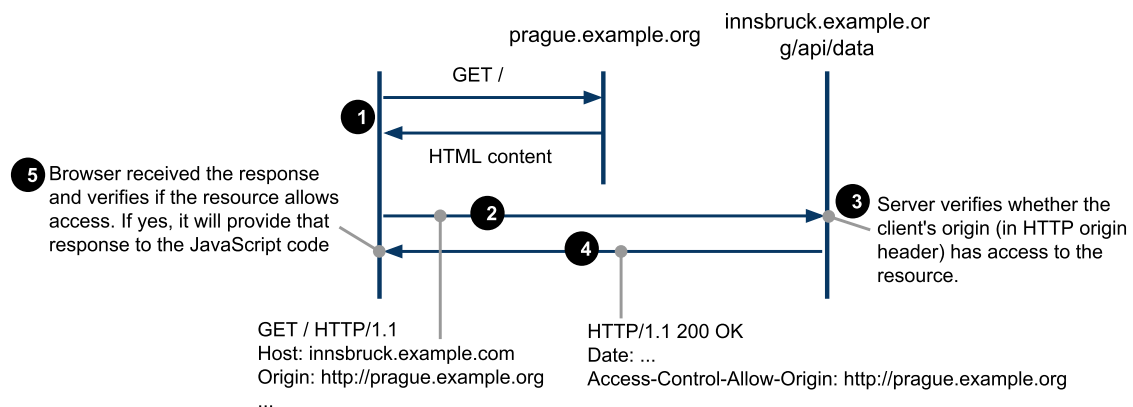 prague.example.org
innsbruck.example.or
g/api/data
GET /
1
HTML content
5 Browser received the response
and verifies if the resource allows
access. If yes, it will provide that
response to the JavaScript code
2
3 Server verifies whether the
client's origin (in HTTP origin
header) has access to the
resource.
4
GET / HTTP/1.1
Host: innsbruck.example.com
Origin: http://prague.example.org
...
HTTP/1.1 200 OK
Date: ...
Access-Control-Allow-Origin: http://prague.example.org